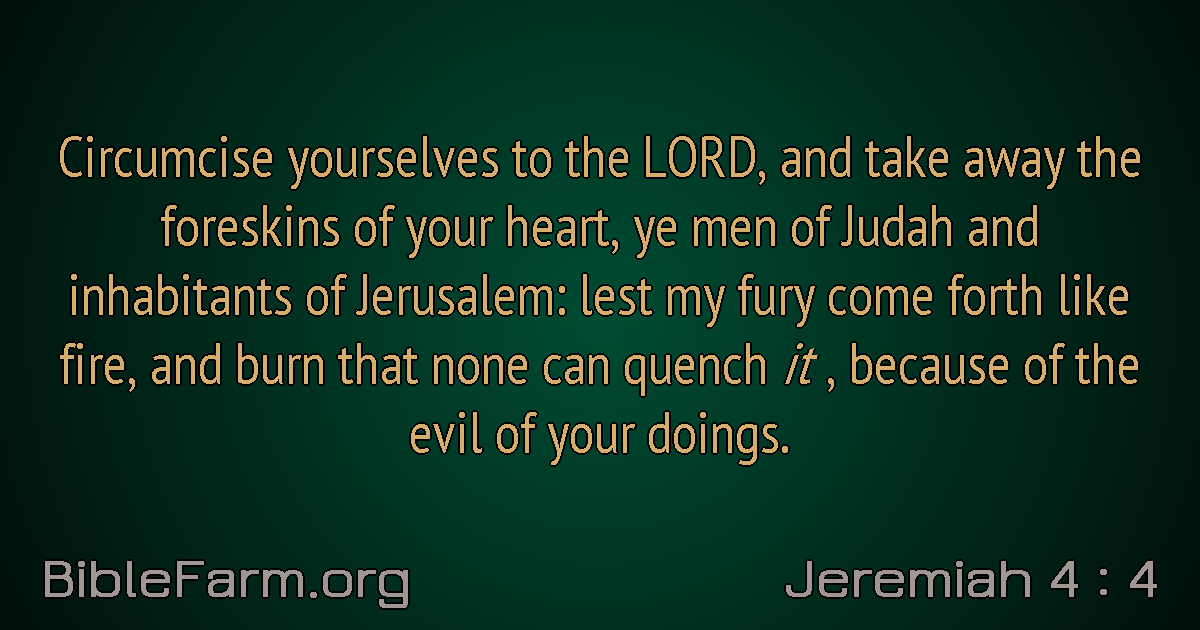 Circumcise yourselves to the LORD, and take away the
foreskins of your heart, ye men of Judah and
inhabitants of Jerusalem: lest my fury come forth like
fire, and burn that none can quench it , because of the
evil of your doings.
BibleFarm.org
Jeremiah 4 : 4